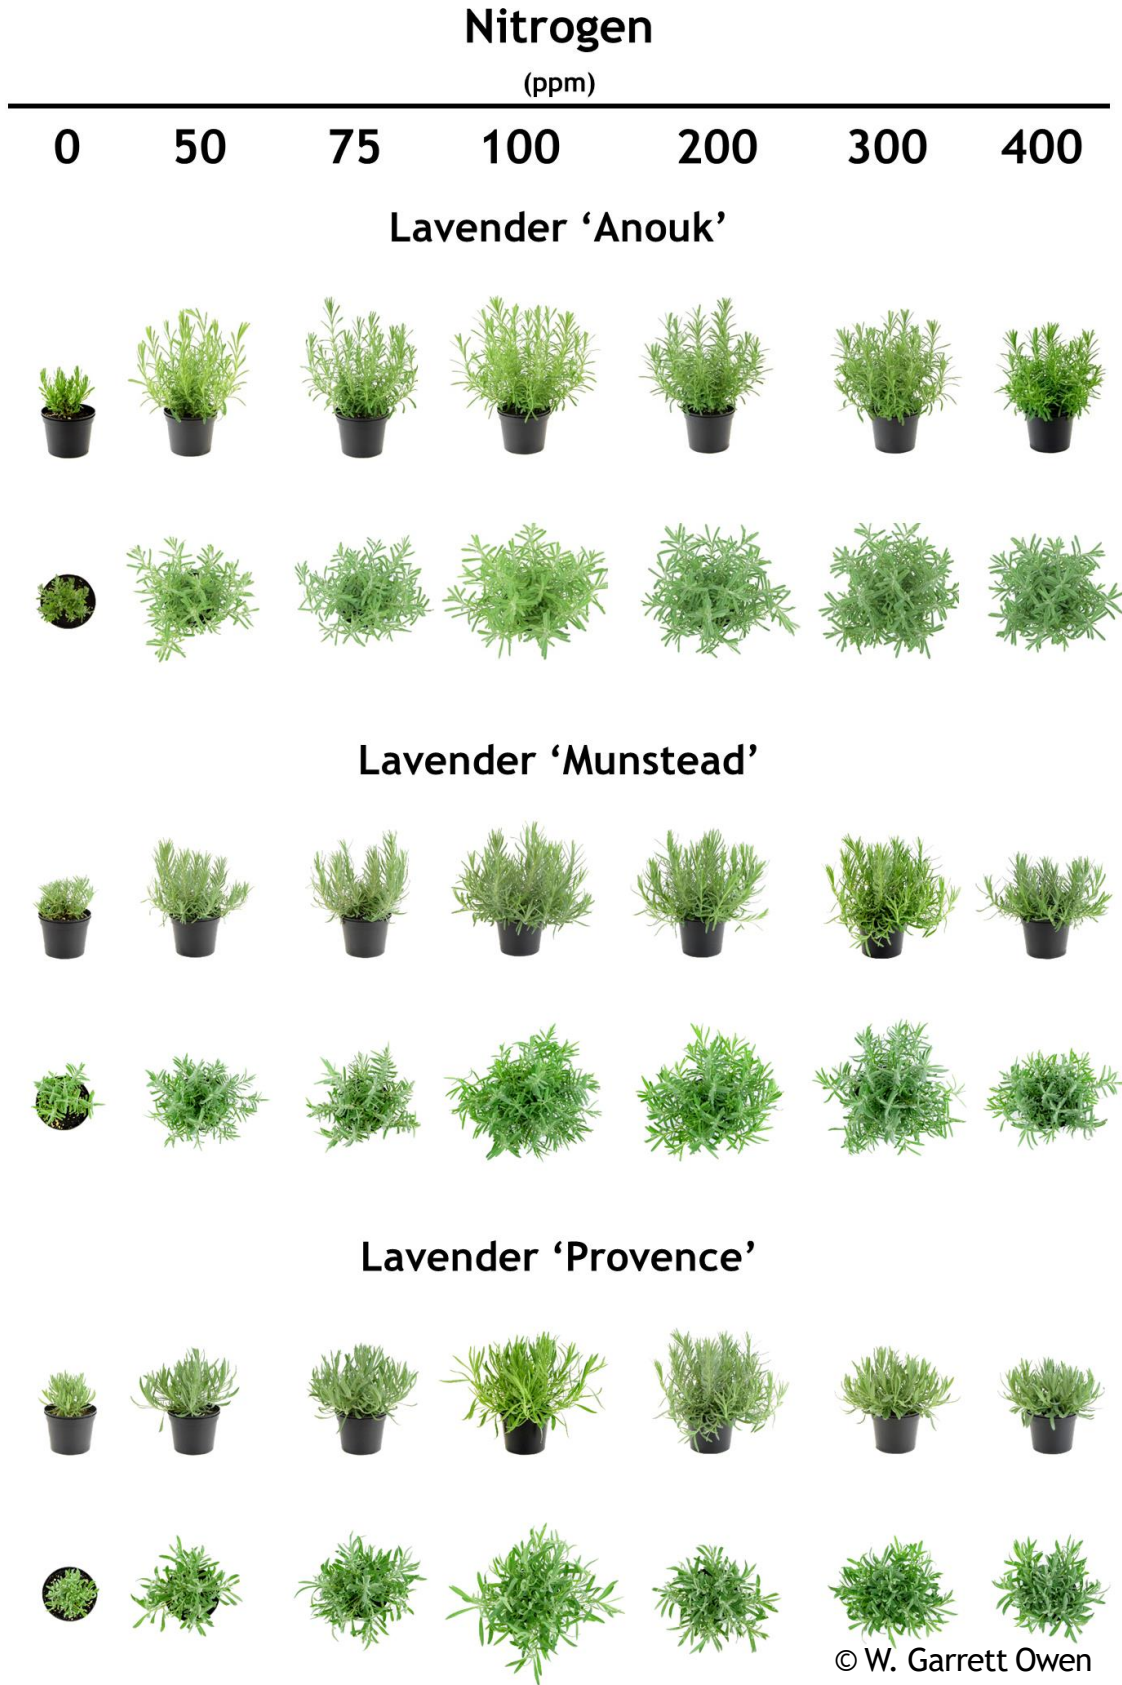 Nitrogen
(ppm)
0 50 75 100 200 300 400
Lavender ‘Anouk’
Lavender ‘Munstead’
Lavender ‘Provence’
© W. Garrett Owen